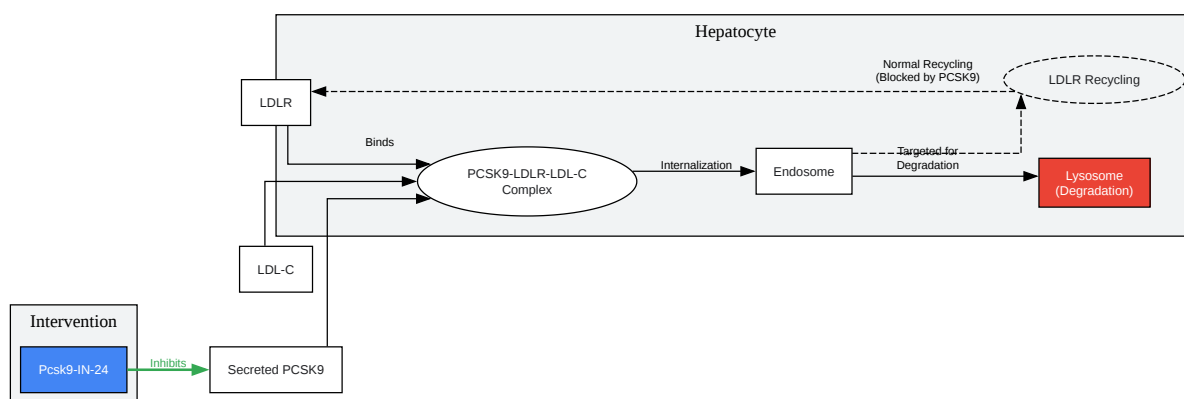 Hepatocyte
Normal Recycling
(Blocked by PCSK9)
LDLR Recycling
LDLR
Binds
PCSK9-LDLR-LDL-C
Complex
Internalization
Endosome
Targeted for
Degradation
Lysosome
(Degradation)
LDL-C
Intervention
Pcsk9-IN-24
Inhibits
Secreted PCSK9